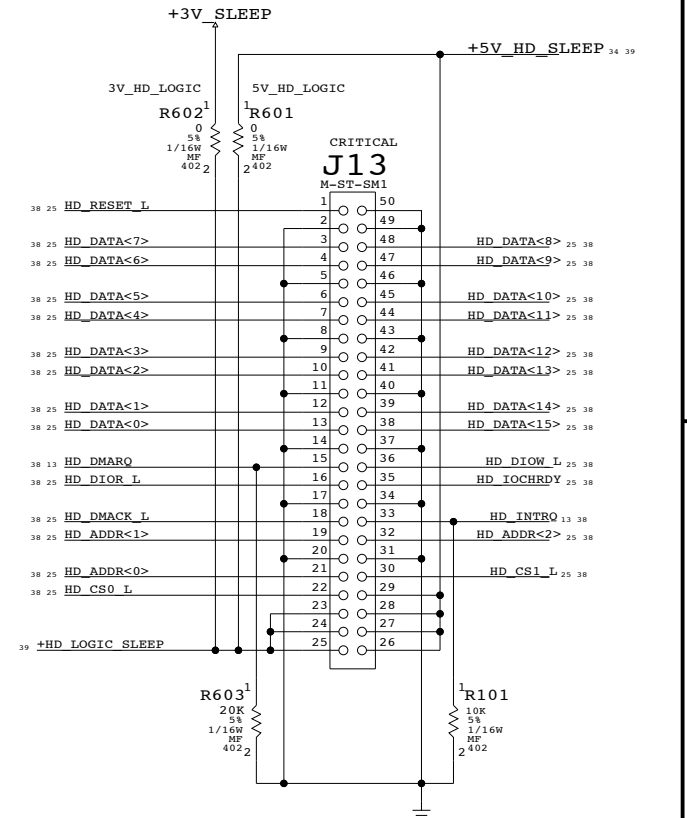 +3V_SLEEP
+5V_HD_SLEEP 34 39
3V_HD_LOGIC
5V_HD_LOGIC
R602 1
0
5%
1/16W
MF
402 2
1 R601
0
5%
1/16W
MF
2 402
CRITICAL
J13
M-ST-SM1
38 25 HD_RESET_L 1
50
2
49
38 25 HD_DATA<7> 3
48 HD_DATA<8> 25 38
38 25 HD_DATA<6> 4
47 HD_DATA<9> 25 38
5
46
38 25 HD_DATA<5> 6
45 HD_DATA<10> 25 38
38 25 HD_DATA<4> 7
44 HD_DATA<11> 25 38
8
43
38 25 HD_DATA<3> 9
42 HD_DATA<12> 25 38
38 25 HD_DATA<2> 10
41 HD_DATA<13> 25 38
11
40
38 25 HD_DATA<1> 12
39 HD_DATA<14> 25 38
38 25 HD_DATA<0> 13
38 HD_DATA<15> 25 38
14
37
38 13 HD_DMARQ 15
36 HD_DIOW_L 25 38
38 25 HD_DIOR_L 16
35 HD_IOCHRDY 25 38
17
34
38 25 HD_DMACK_L 18
33 HD_INTRQ 13 38
38 25 HD_ADDR<1> 19
32 HD_ADDR<2> 25 38
20
31
38 25 HD_ADDR<0> 21
30 HD_CS1_L 25 38
38 25 HD_CS0_L 22
29
23
28
24
27
39 +HD_LOGIC_SLEEP 25
26
R603 1
20K
5%
1/16W
MF
402 2
1 R101
10K
5%
1/16W
MF
2 402